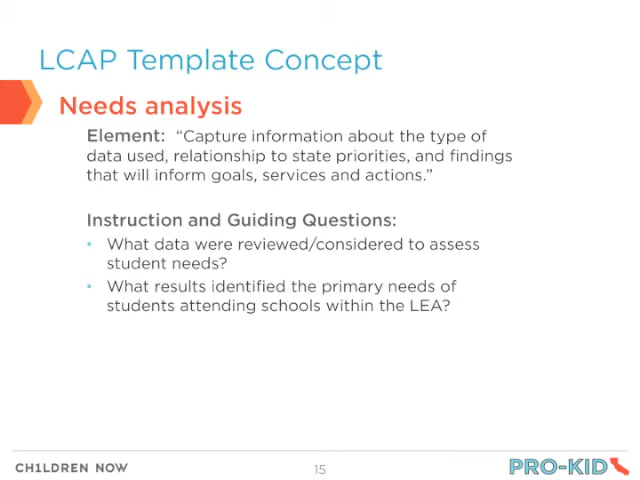 LCAP Template Concept
Needs analysis
Element: “Capture information about the type of
data used, relationship to state priorities, and findings
that will inform goals, services and actions.”
Instruction and Guiding Questions:
• What data were reviewed/considered to assess
student needs?
• What results identified the primary needs of
students attending schools within the LEA?
CH1LDREN NOW
15
PRO-KID